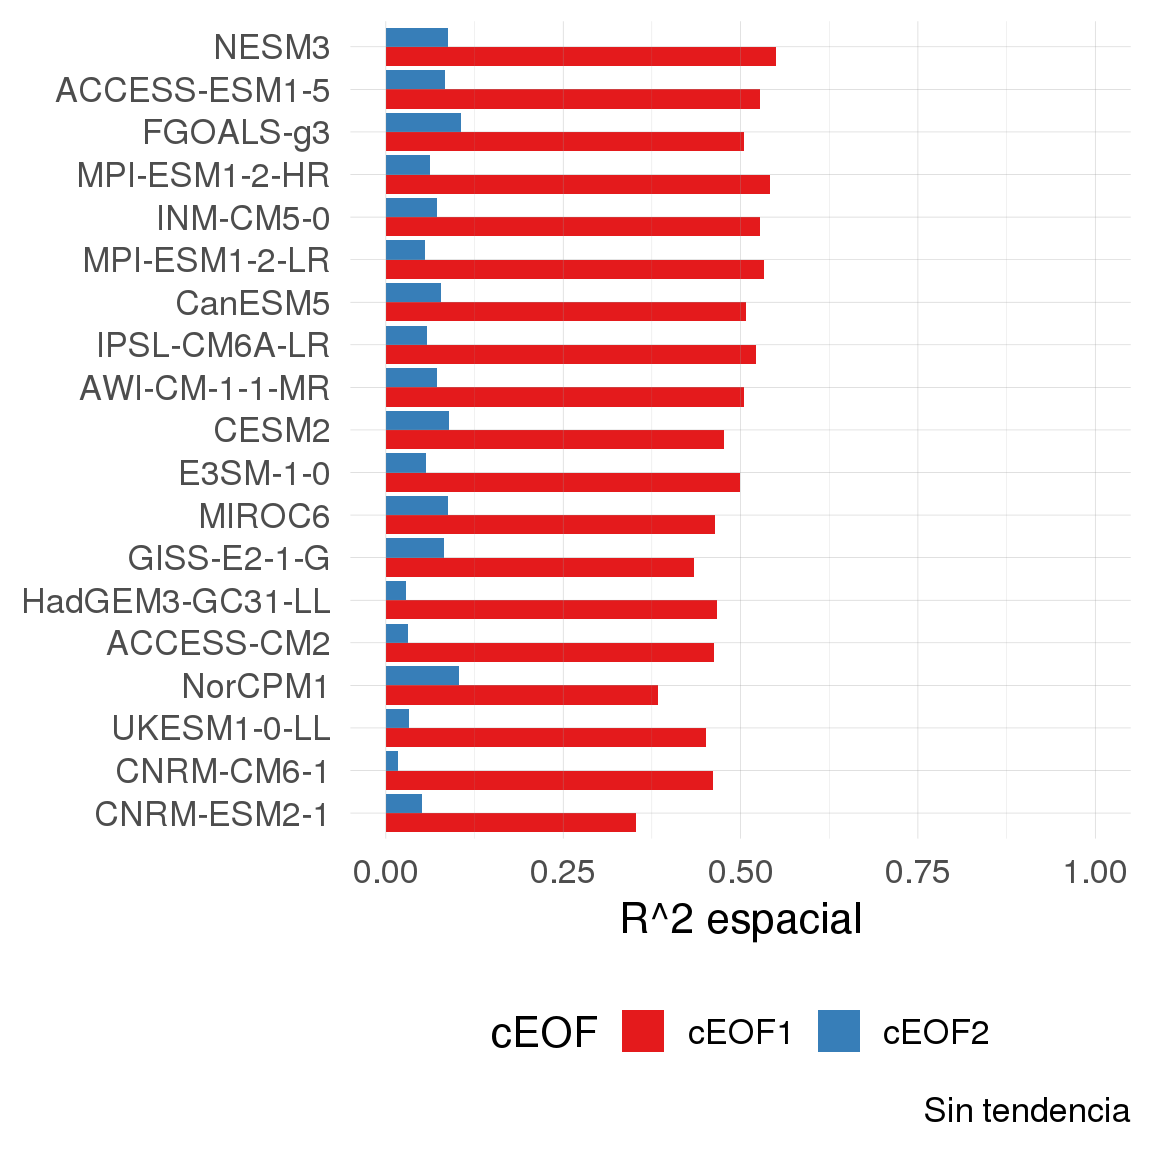 NESM3
ACCESS-ESM1-5
FGOALS-g3
MPI-ESM1-2-HR
INM-CM5-0
MPI-ESM1-2-LR
CanESM5
IPSL-CM6A-LR
AWI-CM-1-1-MR
CESM2
E3SM-1-0
MIROC6
GISS-E2-1-G
HadGEM3-GC31-LL
ACCESS-CM2
NorCPM1
UKESM1-0-LL
CNRM-CM6-1
CNRM-ESM2-1
0.00 0.25 0.50 0.75 1.00
R^2 espacial
cEOF cEOF1 cEOF2
Sin tendencia